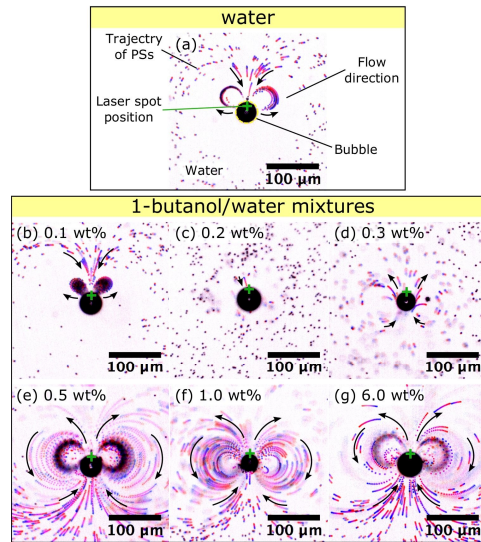 water
Trajectory
of PSs
(a)
Flow
direction
Laser spot
position
Bubble
Water
100 μm
1-butanol/water mixtures
(b) 0.1 wt%
(c) 0.2 wt%
(d) 0.3 wt%
100 μm
100 μm
100 μm
(e) 0.5 wt%
(f) 1.0 wt%
(g) 6.0 wt%
100 μm
100 μm
100 μm